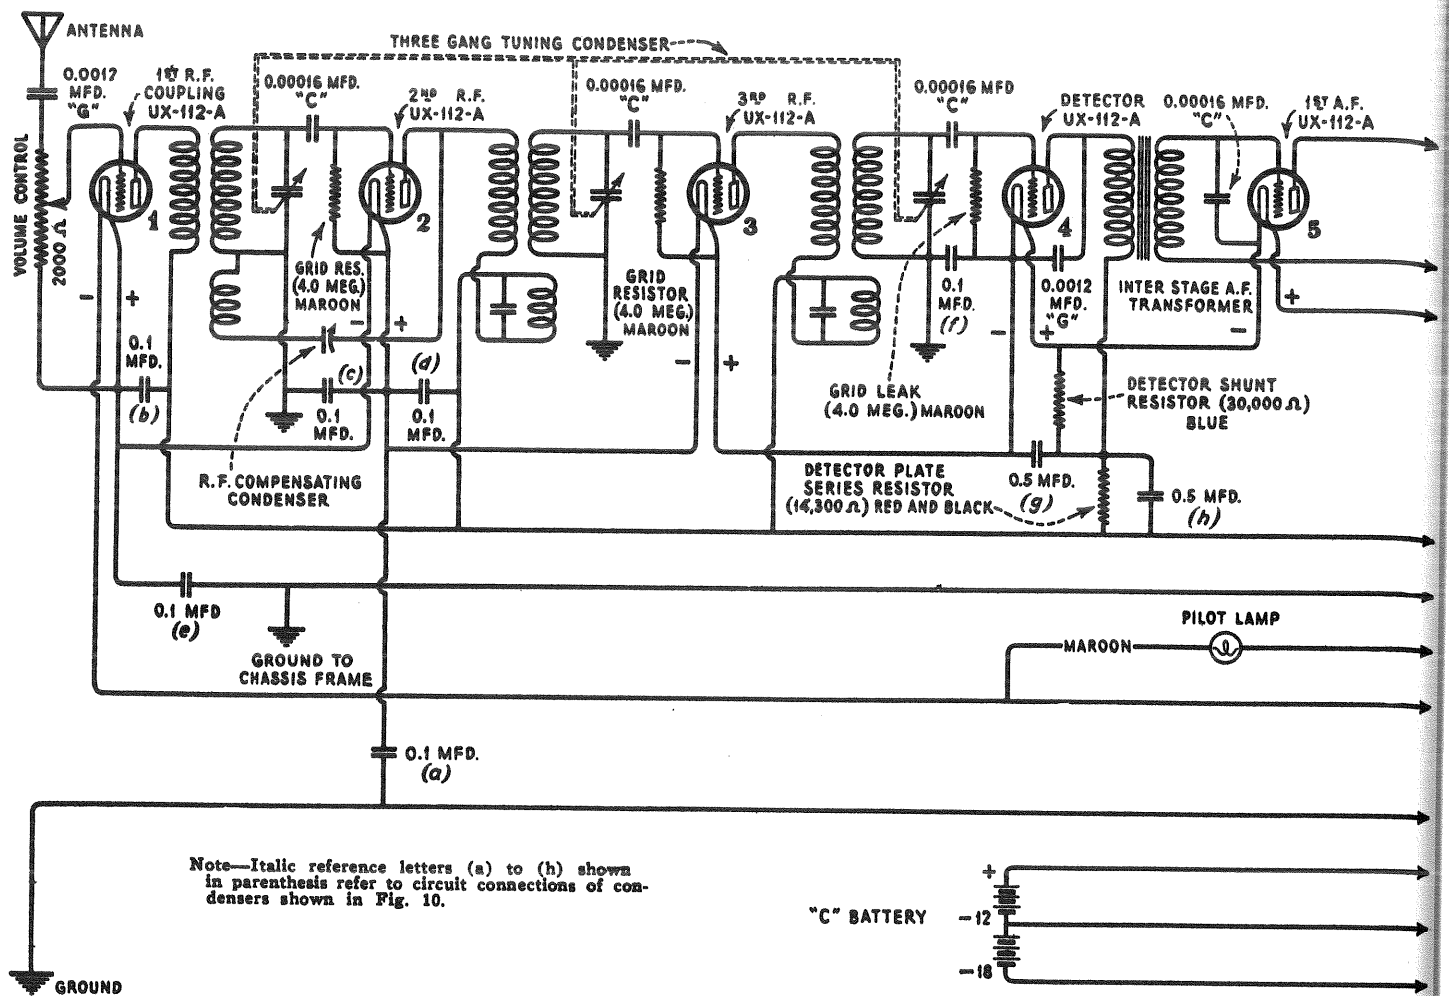 ANTENNA
THREE GANG TUNING CONDENSER
0.0012
MFD.
"G"
1ST R.F.
COUPLING
UX-112-A
0.00016 MFD.
"C"
2ND R.F.
UX-112-A
0.00016 MFD.
"C"
3RD R.F.
UX-112-A
0.00016 MFD
"C"
DETECTOR
UX-112-A
0.00016 MFD.
"C"
1ST A.F.
UX-112-A
VOLUME CONTROL
2000 Ω
1
2
3
4
5
GRID RES.
(4.0 MEG.)
MAROON
GRID
RESISTOR
(4.0 MEG.)
MAROON
0.1
MFD.
(f)
0.0012
MFD.
"G"
INTER STAGE A.F.
TRANSFORMER
- +
- +
- +
- +
- +
0.1
MFD.
(b)
(c)
0.1
MFD.
(d)
0.1
MFD.
GRID LEAK
(4.0 MEG.) MAROON
DETECTOR SHUNT
RESISTOR (30,000 Ω)
BLUE
R.F. COMPENSATING
CONDENSER
DETECTOR PLATE
SERIES RESISTOR
(14,300 Ω) RED AND BLACK
0.5 MFD.
(g)
0.5 MFD.
(h)
0.1 MFD
(e)
GROUND TO
CHASSIS FRAME
PILOT LAMP
MAROON
0.1 MFD.
(a)
Note—Italic reference letters (a) to (h) shown
in parenthesis refer to circuit connections of con-
densers shown in Fig. 10.
"C" BATTERY
+
-12
-18
GROUND